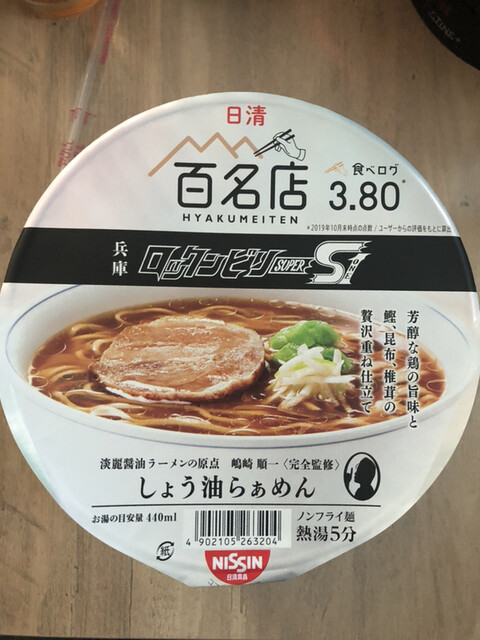 日清
百名店
HYAKUMEITEN
食べログ
3.80*
*2019年10月末時点の点数/ユーザーからの評価をもとに算出
兵庫
ロックンビリーSUPER S1 ONE
芳醇な鶏の旨味と
鰹、昆布、椎茸の
贅沢重ね仕立て
淡麗醤油ラーメンの原点 嶋崎 順一〈完全監修〉
しょう油らぁめん
お湯の目安量 440ml
ノンフライ麺
熱湯5分
4 902105 263204
紙
NISSIN
日清食品